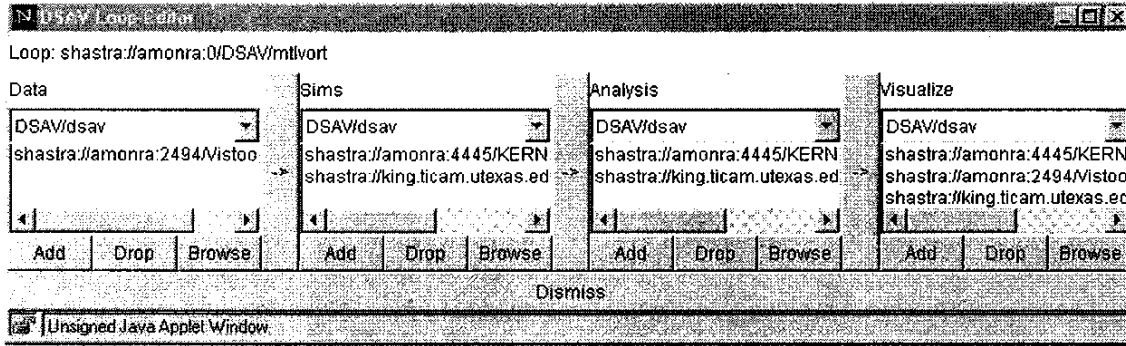 DSAV Loop Editor
Loop: shastra://amonra:0/DSAV/mtlvort
Data
DSAV/dsav
shastra://amonra:2494/Vistoo
Add Drop Browse
->
Sims
DSAV/dsav
shastra://amonra:4445/KERN
shastra://king.ticam.utexas.ed
Add Drop Browse
->
Analysis
DSAV/dsav
shastra://amonra:4445/KERN
shastra://king.ticam.utexas.ed
Add Drop Browse
->
Visualize
DSAV/dsav
shastra://amonra:4445/KERN
shastra://amonra:2494/Vistoo
shastra://king.ticam.utexas.ed
Add Drop Browse
Dismiss
Unsigned Java Applet Window